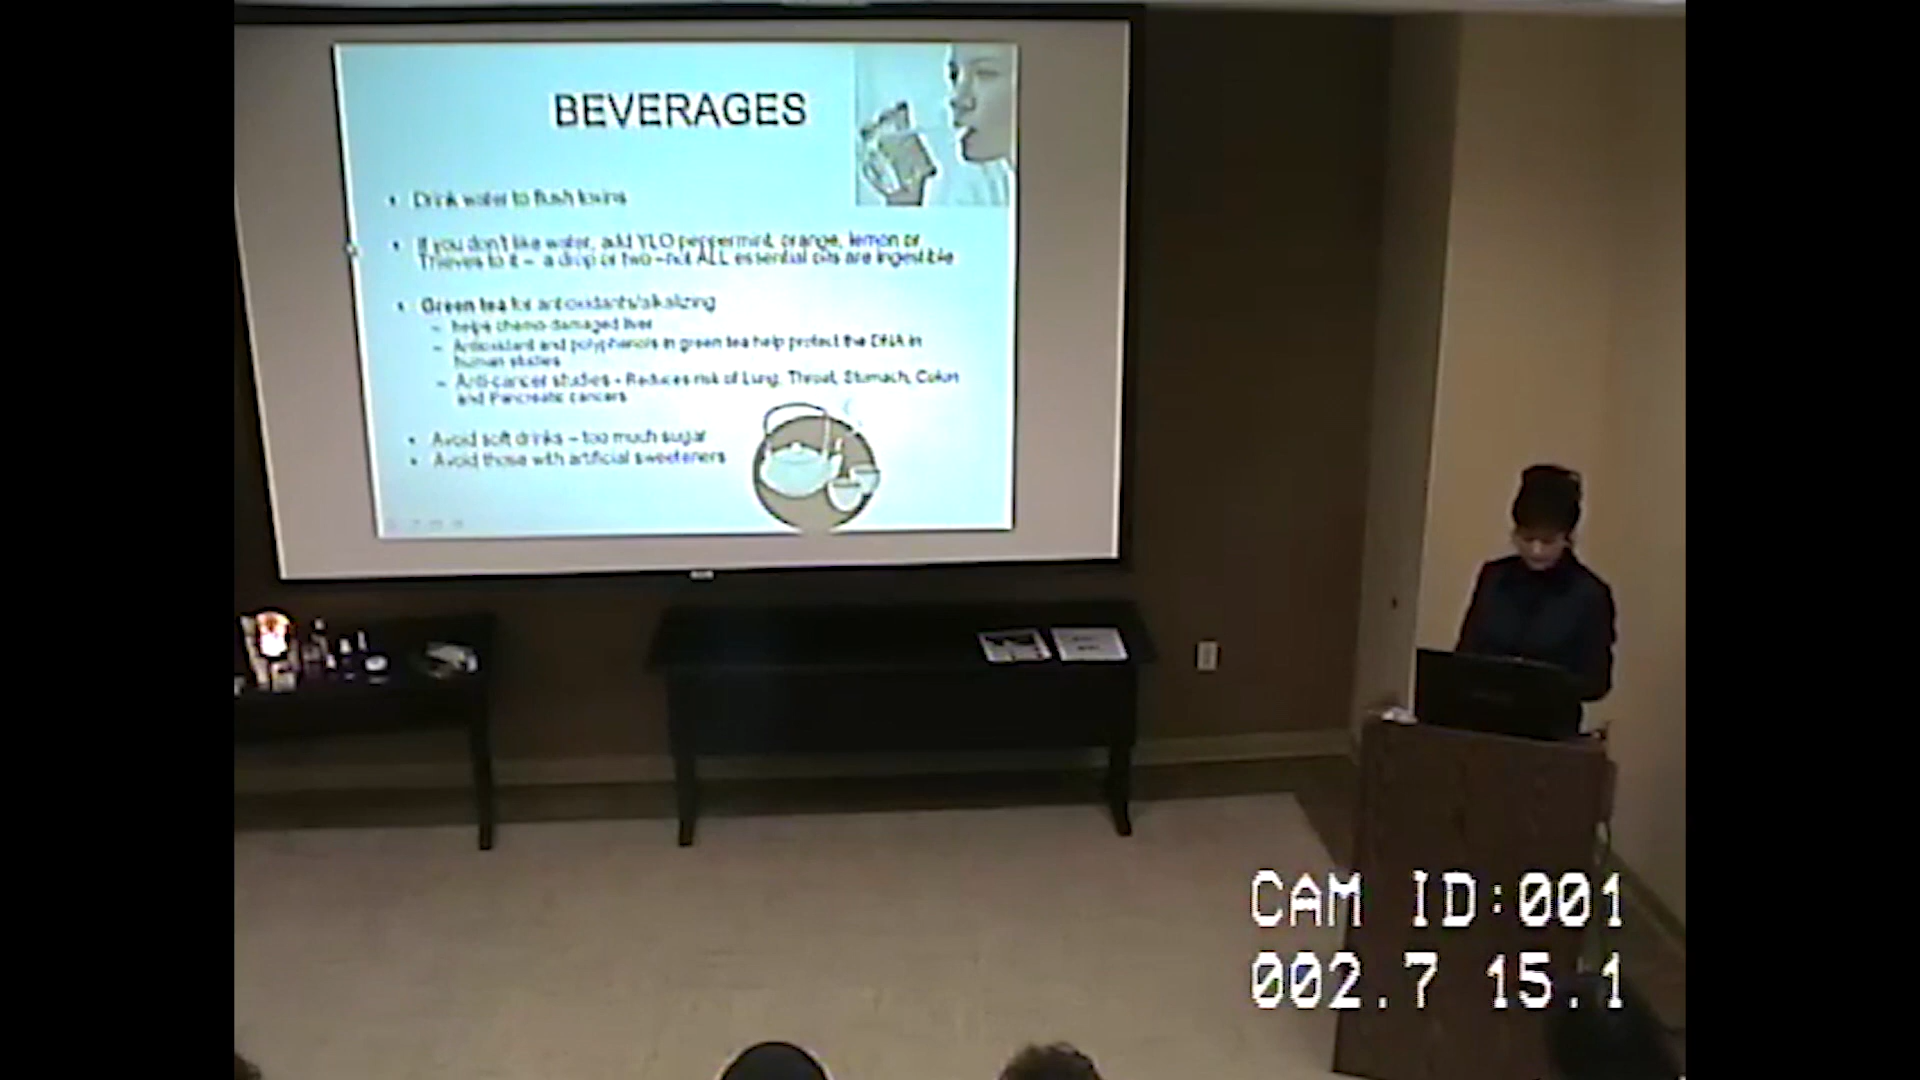 BEVERAGES
• Drink water to flush toxins
• If you don't like water, add YLO peppermint, orange, lemon or
Thieves to it – a drop or two – not ALL essential oils are ingestible
• Green tea for antioxidants/alkalizing
– helps chemo damaged liver
– Antioxidant and polyphenols in green tea help protect the DNA in
human studies
– Anti-cancer studies - Reduces risk of Lung, Throat, Stomach, Colon
and Pancreatic cancers
• Avoid soft drinks – too much sugar
• Avoid those with artificial sweeteners
CAM ID:001
002.7 15.1